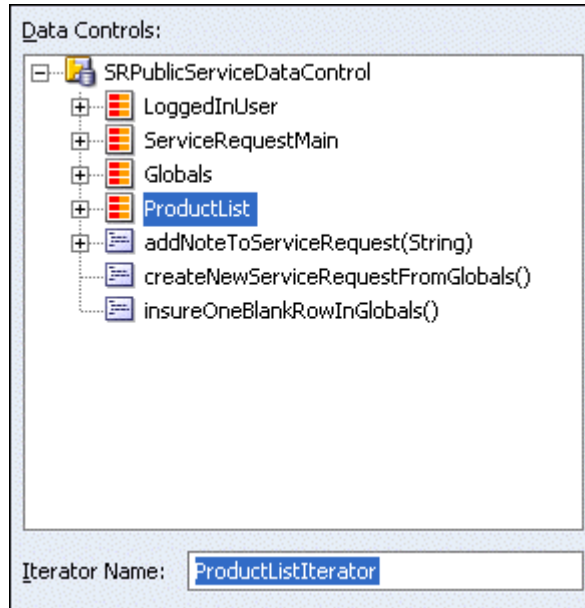 Data Controls:
SRPublicServiceDataControl
LoggedInUser
ServiceRequestMain
Globals
ProductList
addNoteToServiceRequest(String)
createNewServiceRequestFromGlobals()
insureOneBlankRowInGlobals()
Iterator Name: ProductListIterator